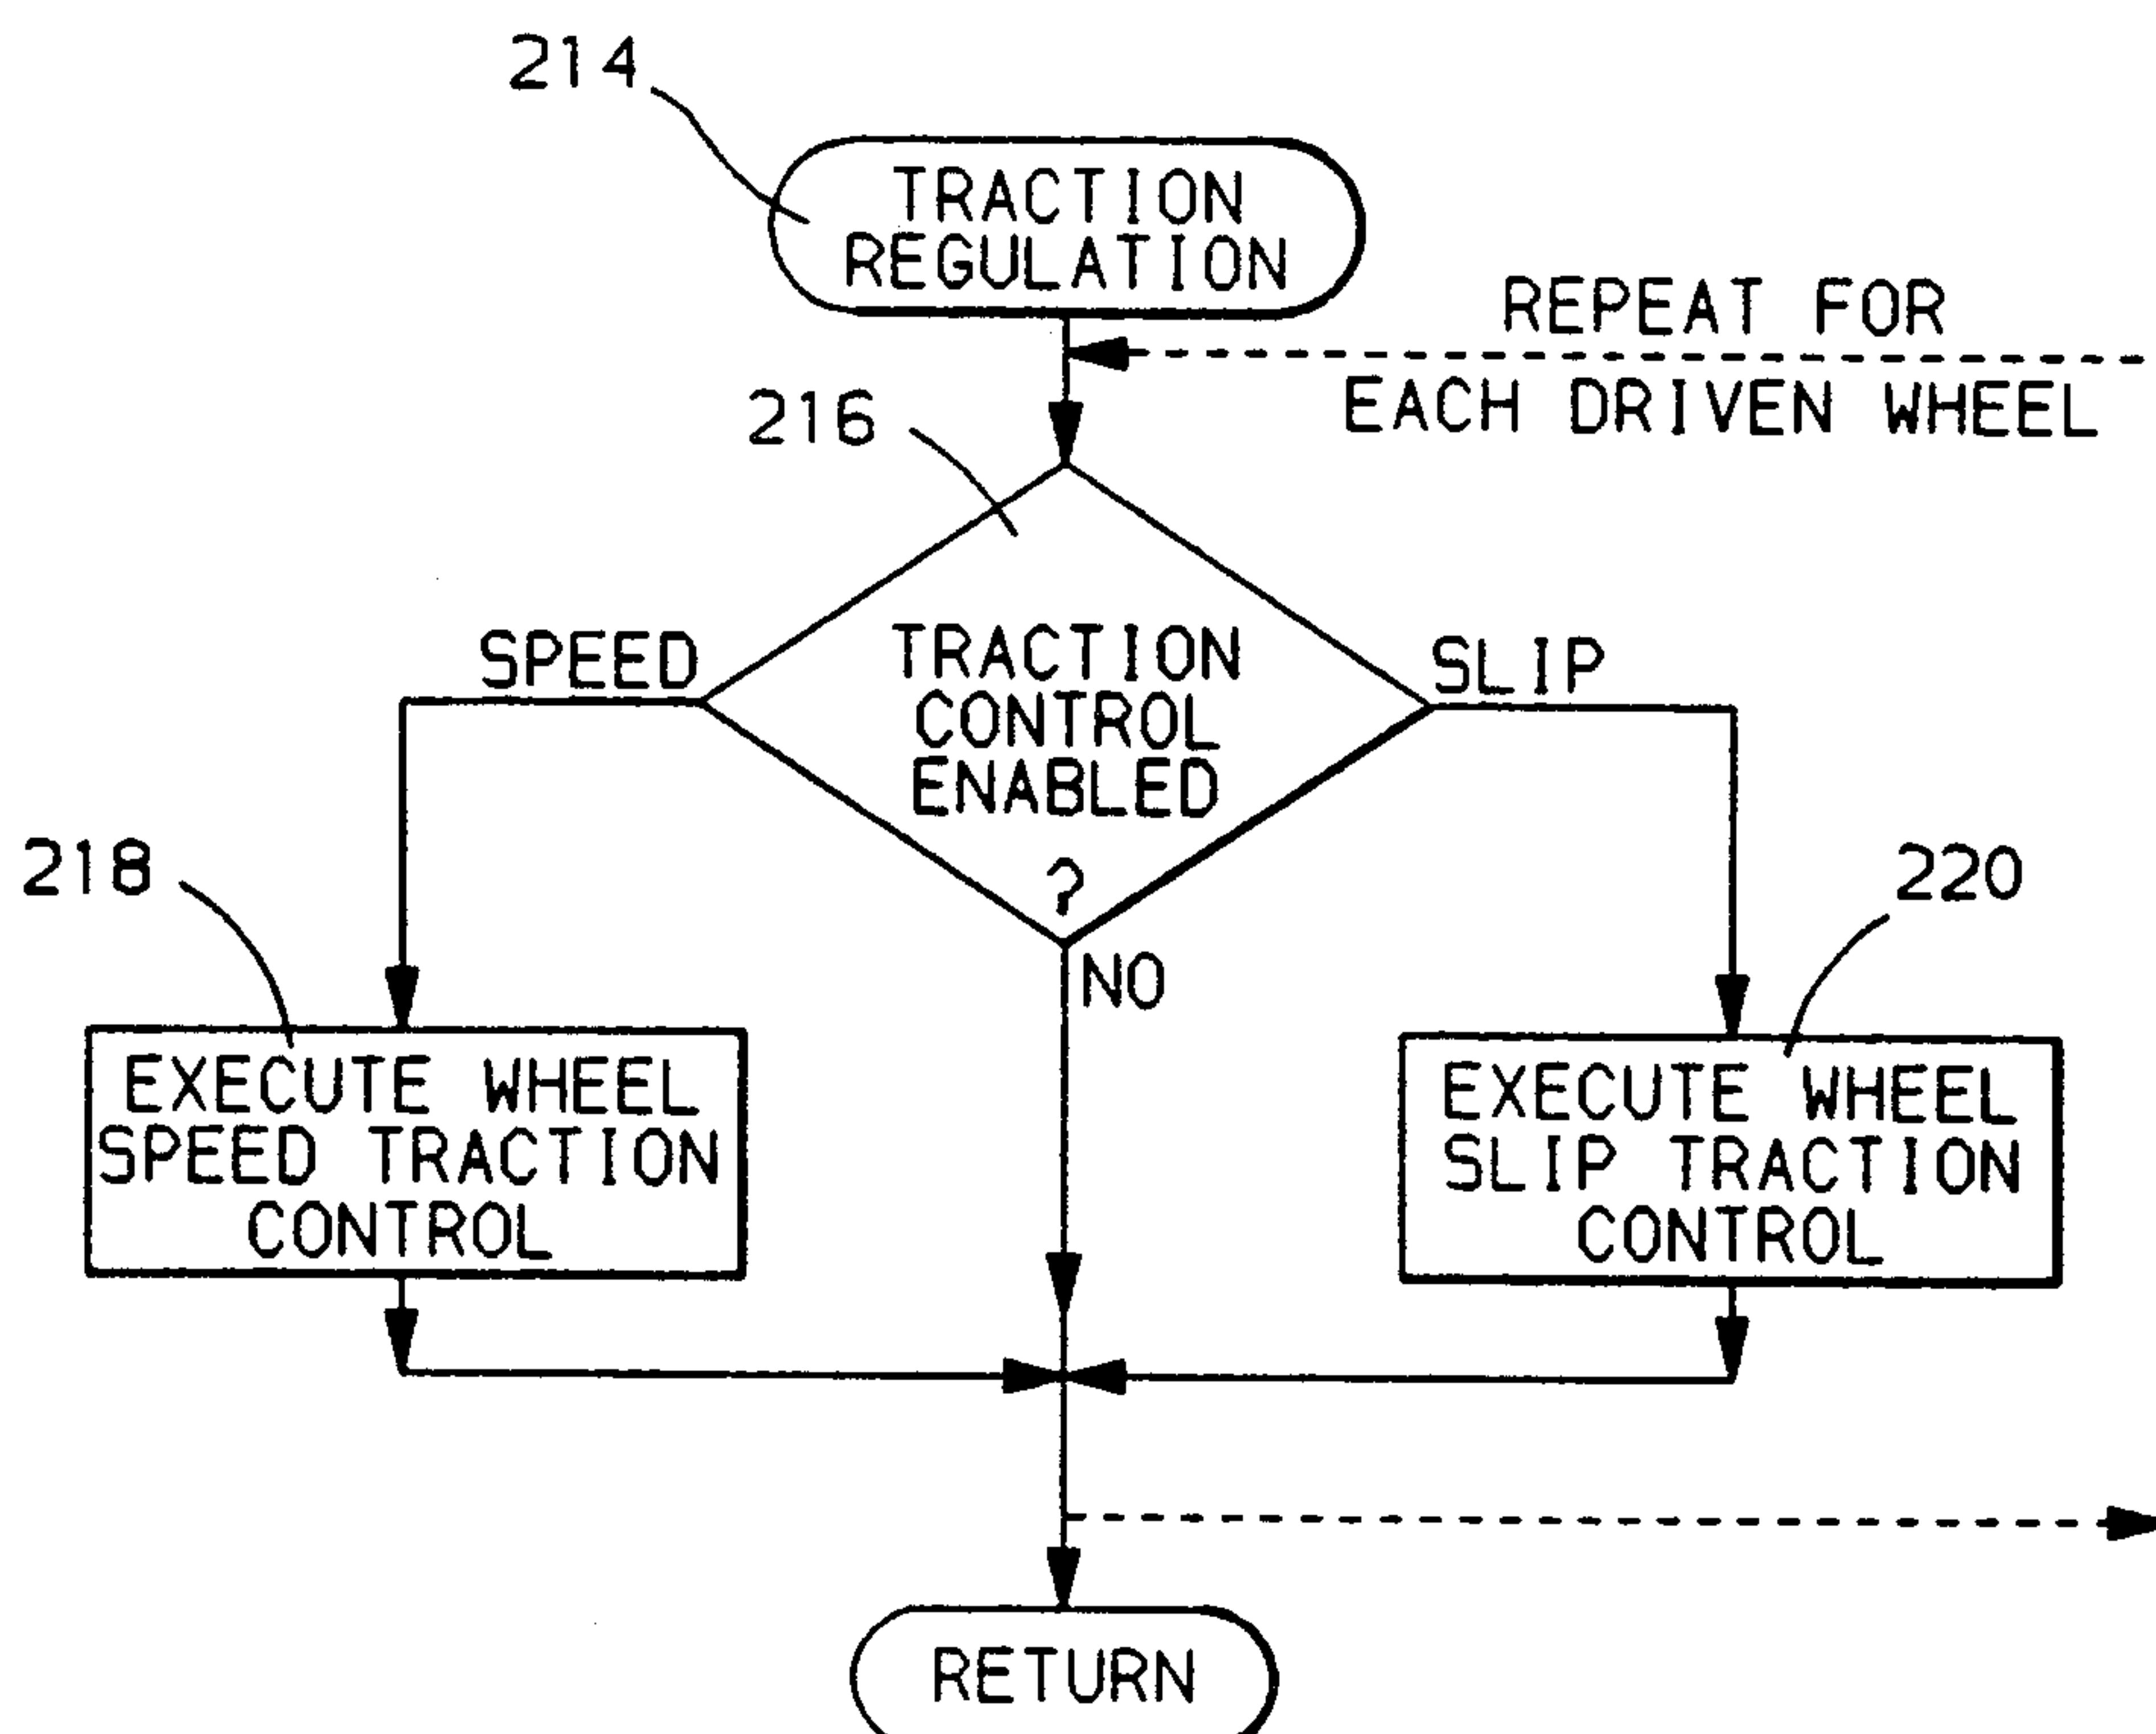 214
TRACTION
REGULATION
REPEAT FOR
EACH DRIVEN WHEEL
216
SPEED
TRACTION
CONTROL
ENABLED
?
SLIP
NO
218
220
EXECUTE WHEEL
SPEED TRACTION
CONTROL
EXECUTE WHEEL
SLIP TRACTION
CONTROL
RETURN